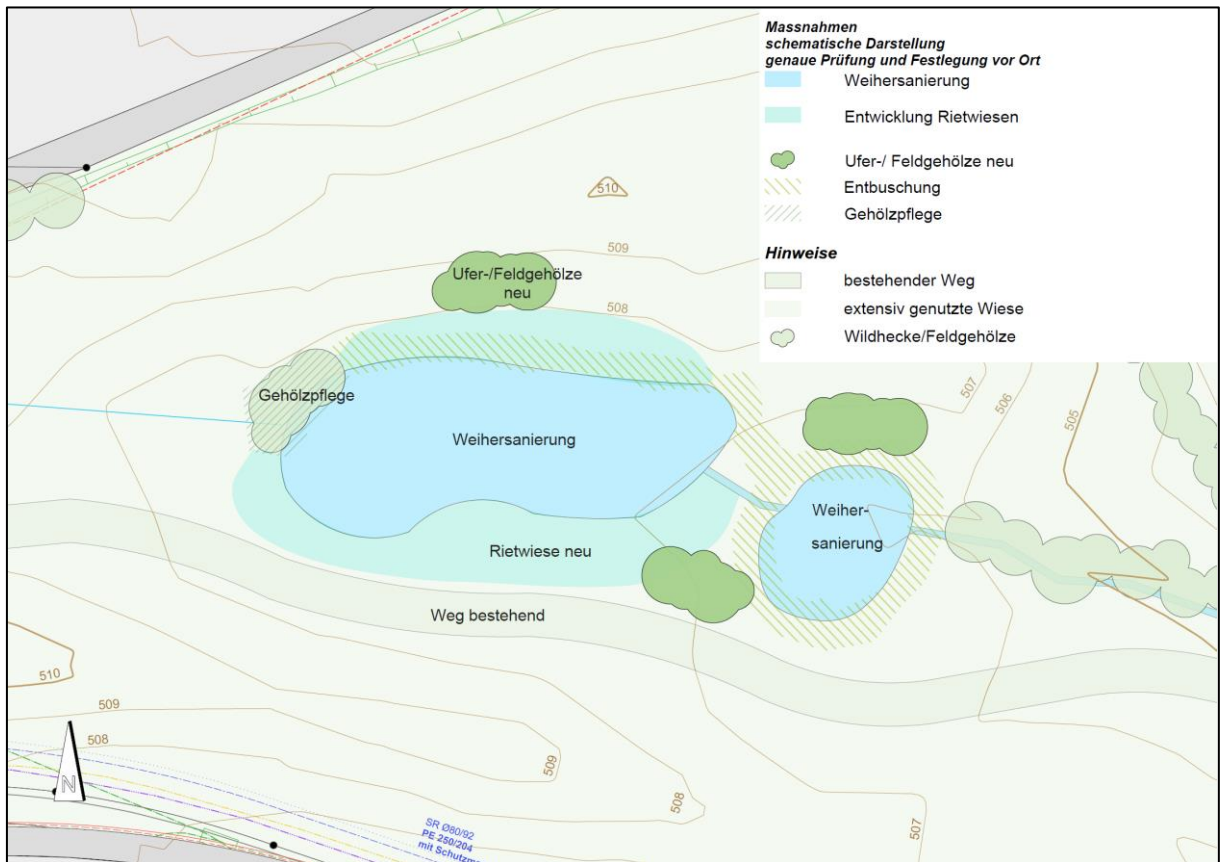 Massnahmen
schematische Darstellung
genaue Prüfung und Festlegung vor Ort
Weihersanierung
Entwicklung Rietwiesen
Ufer-/ Feldgehölze neu
Entbuschung
Gehölzpflege
Hinweise
bestehender Weg
extensiv genutzte Wiese
Wildhecke/Feldgehölze
510
509
Ufer-/Feldgehölze
neu
508
507
506
505
Gehölzpflege
Weihersanierung
Weiher-
sanierung
Rietwiese neu
Weg bestehend
510
509
508
509
508
507
N
SR Ø80/92
PE 250/204